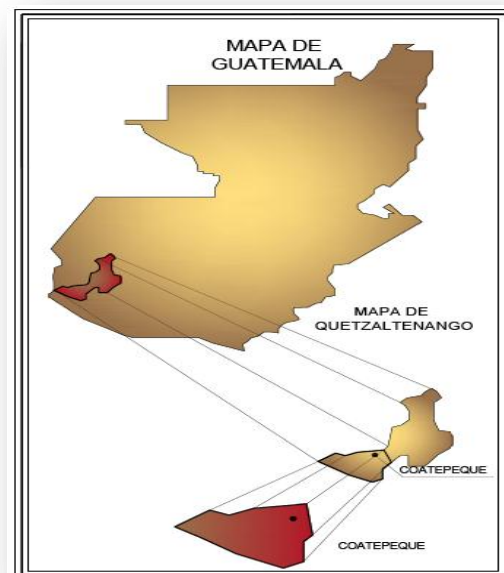 MAPA DE
GUATEMALA
MAPA DE
QUETZALTENANGO
COATEPEQUE
COATEPEQUE